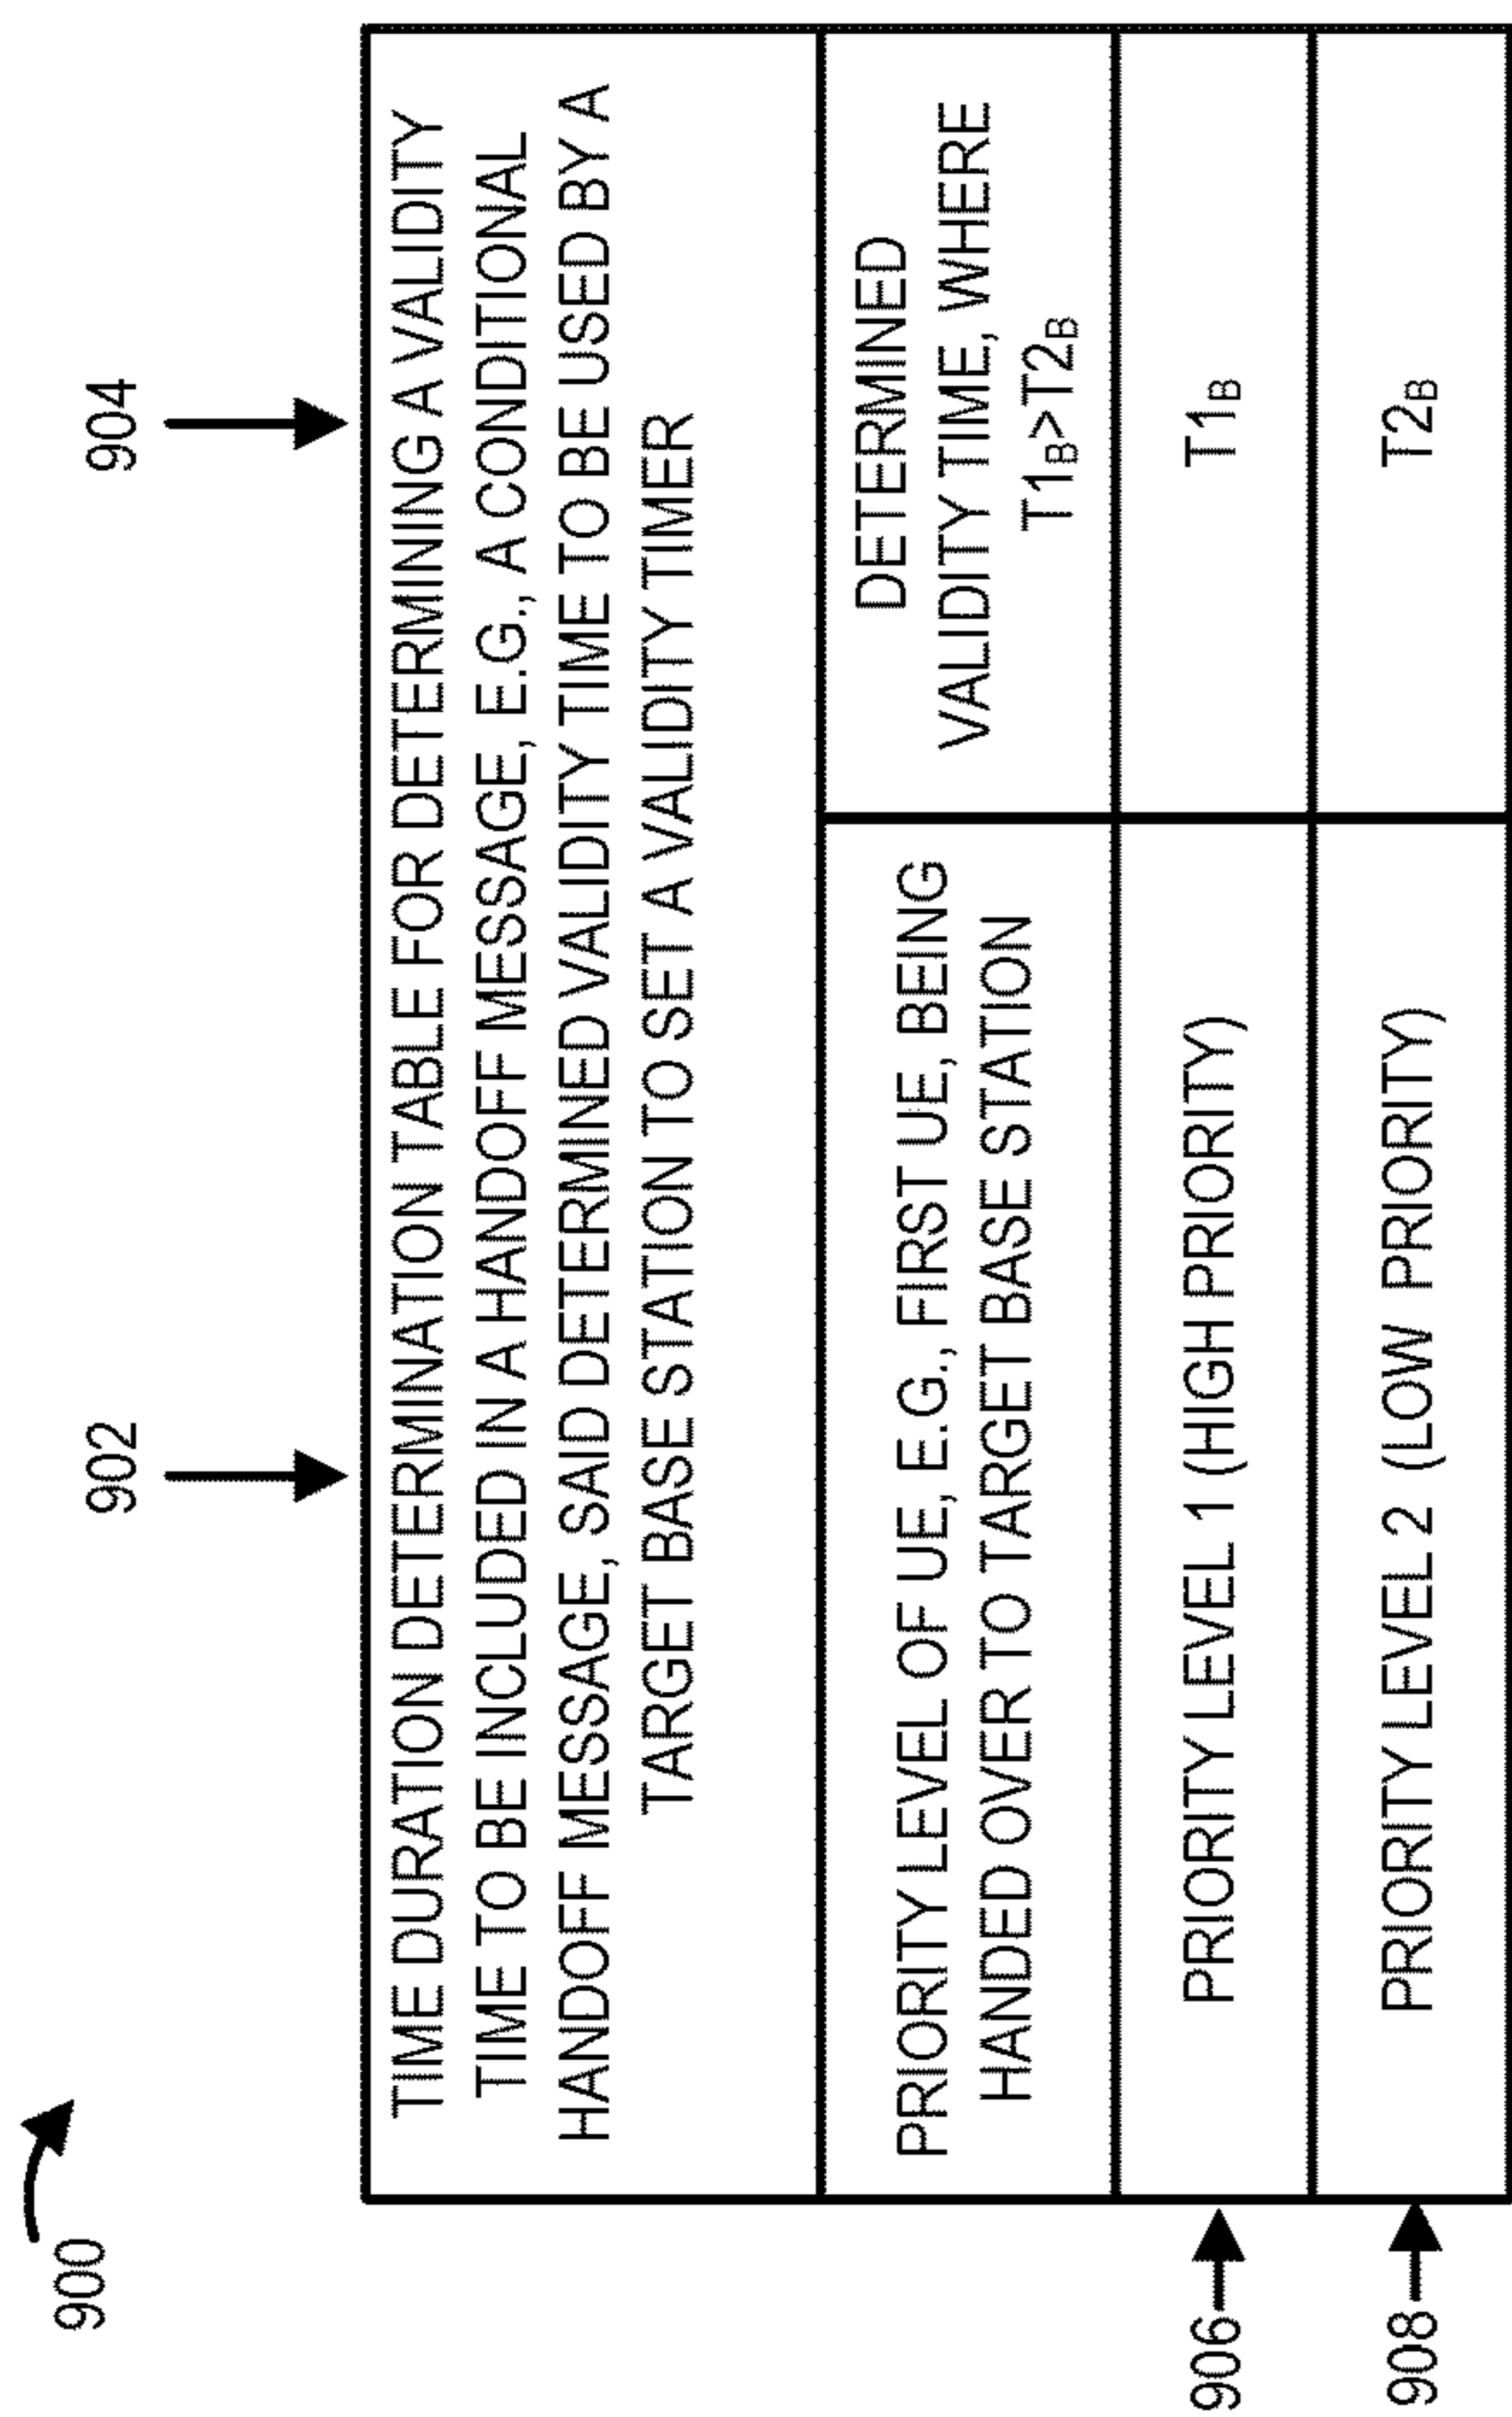 900
902
904
TIME DURATION DETERMINATION TABLE FOR DETERMINING A VALIDITY
TIME TO BE INCLUDED IN A HANDOFF MESSAGE, E.G., A CONDITIONAL
HANDOFF MESSAGE, SAID DETERMINED VALIDITY TIME TO BE USED BY A
TARGET BASE STATION TO SET A VALIDITY TIMER
PRIORITY LEVEL OF UE, E.G., FIRST UE, BEING
HANDED OVER TO TARGET BASE STATION
DETERMINED
VALIDITY TIME, WHERE
T1B>T2B
906
PRIORITY LEVEL 1 (HIGH PRIORITY)
T1B
908
PRIORITY LEVEL 2 (LOW PRIORITY)
T2B